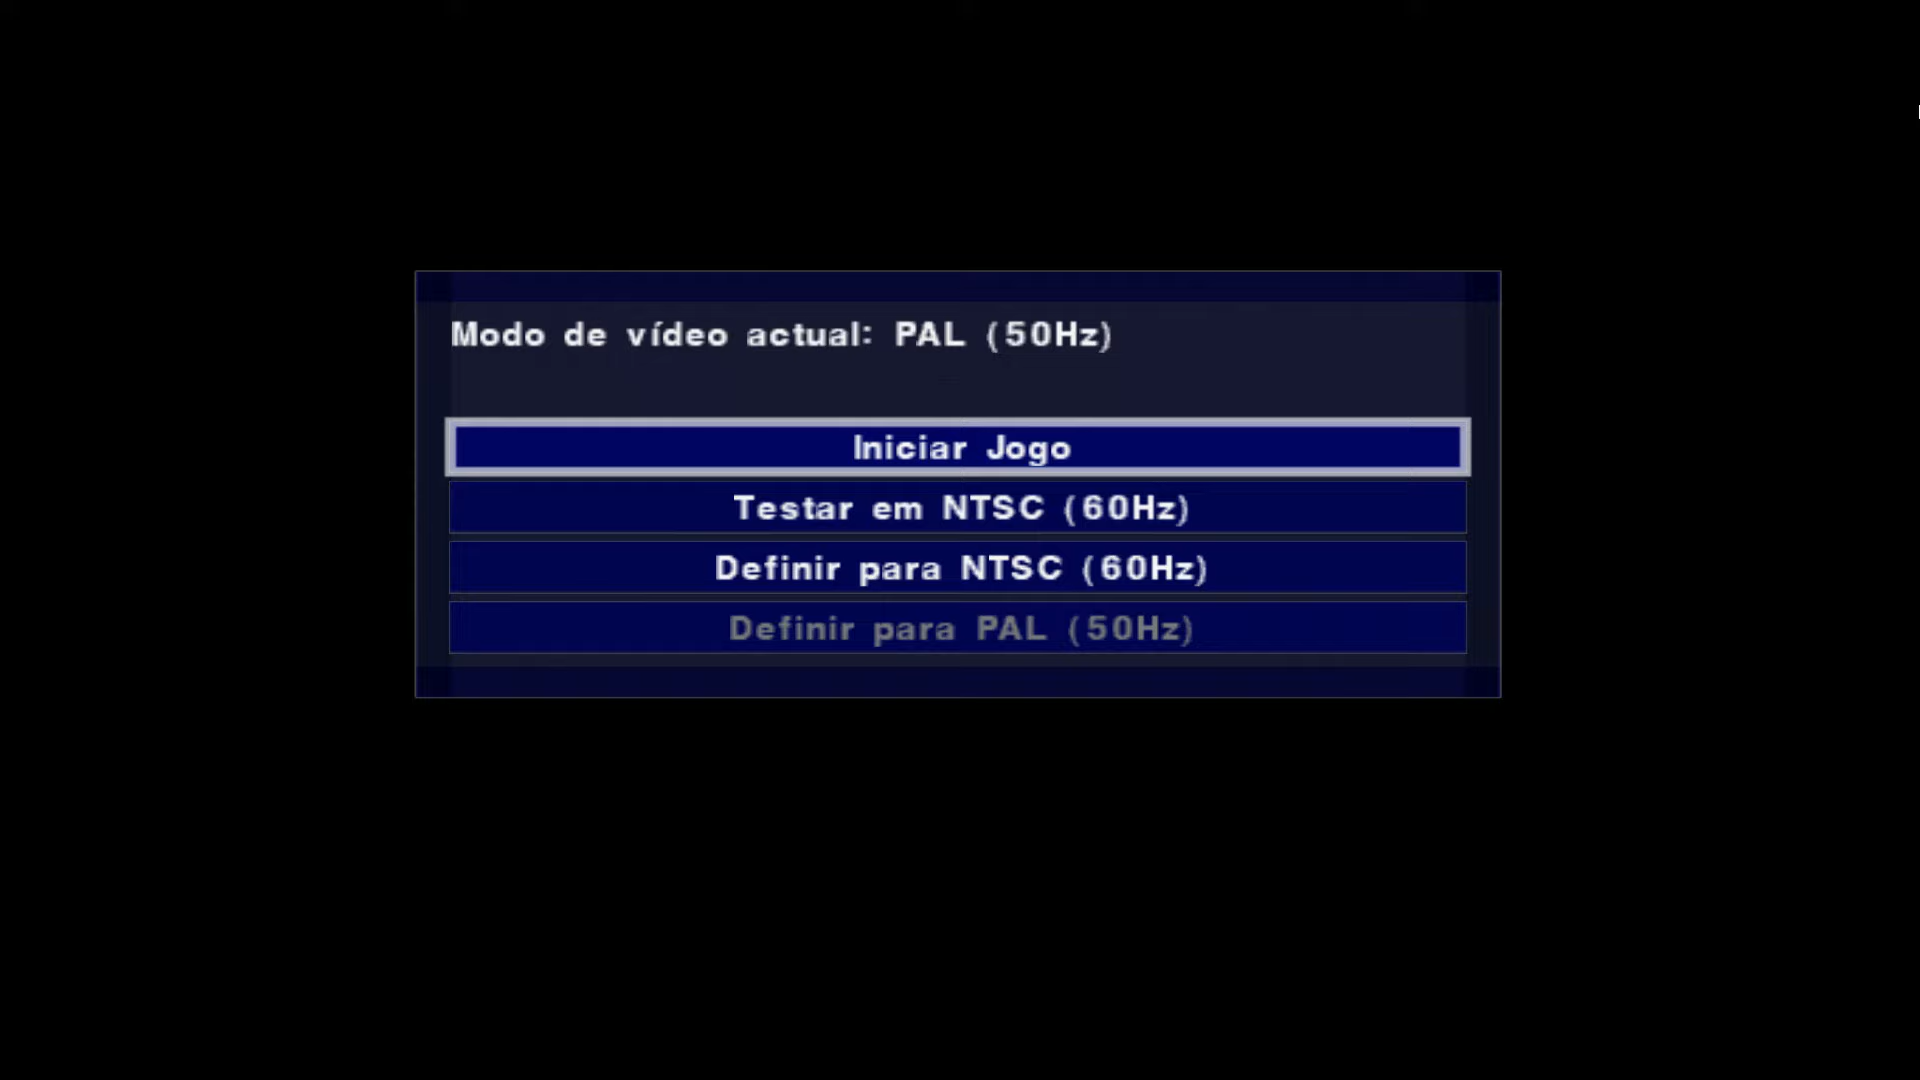 Modo de vídeo actual: PAL (50Hz)
Iniciar Jogo
Testar em NTSC (60Hz)
Definir para NTSC (60Hz)
Definir para PAL (50Hz)